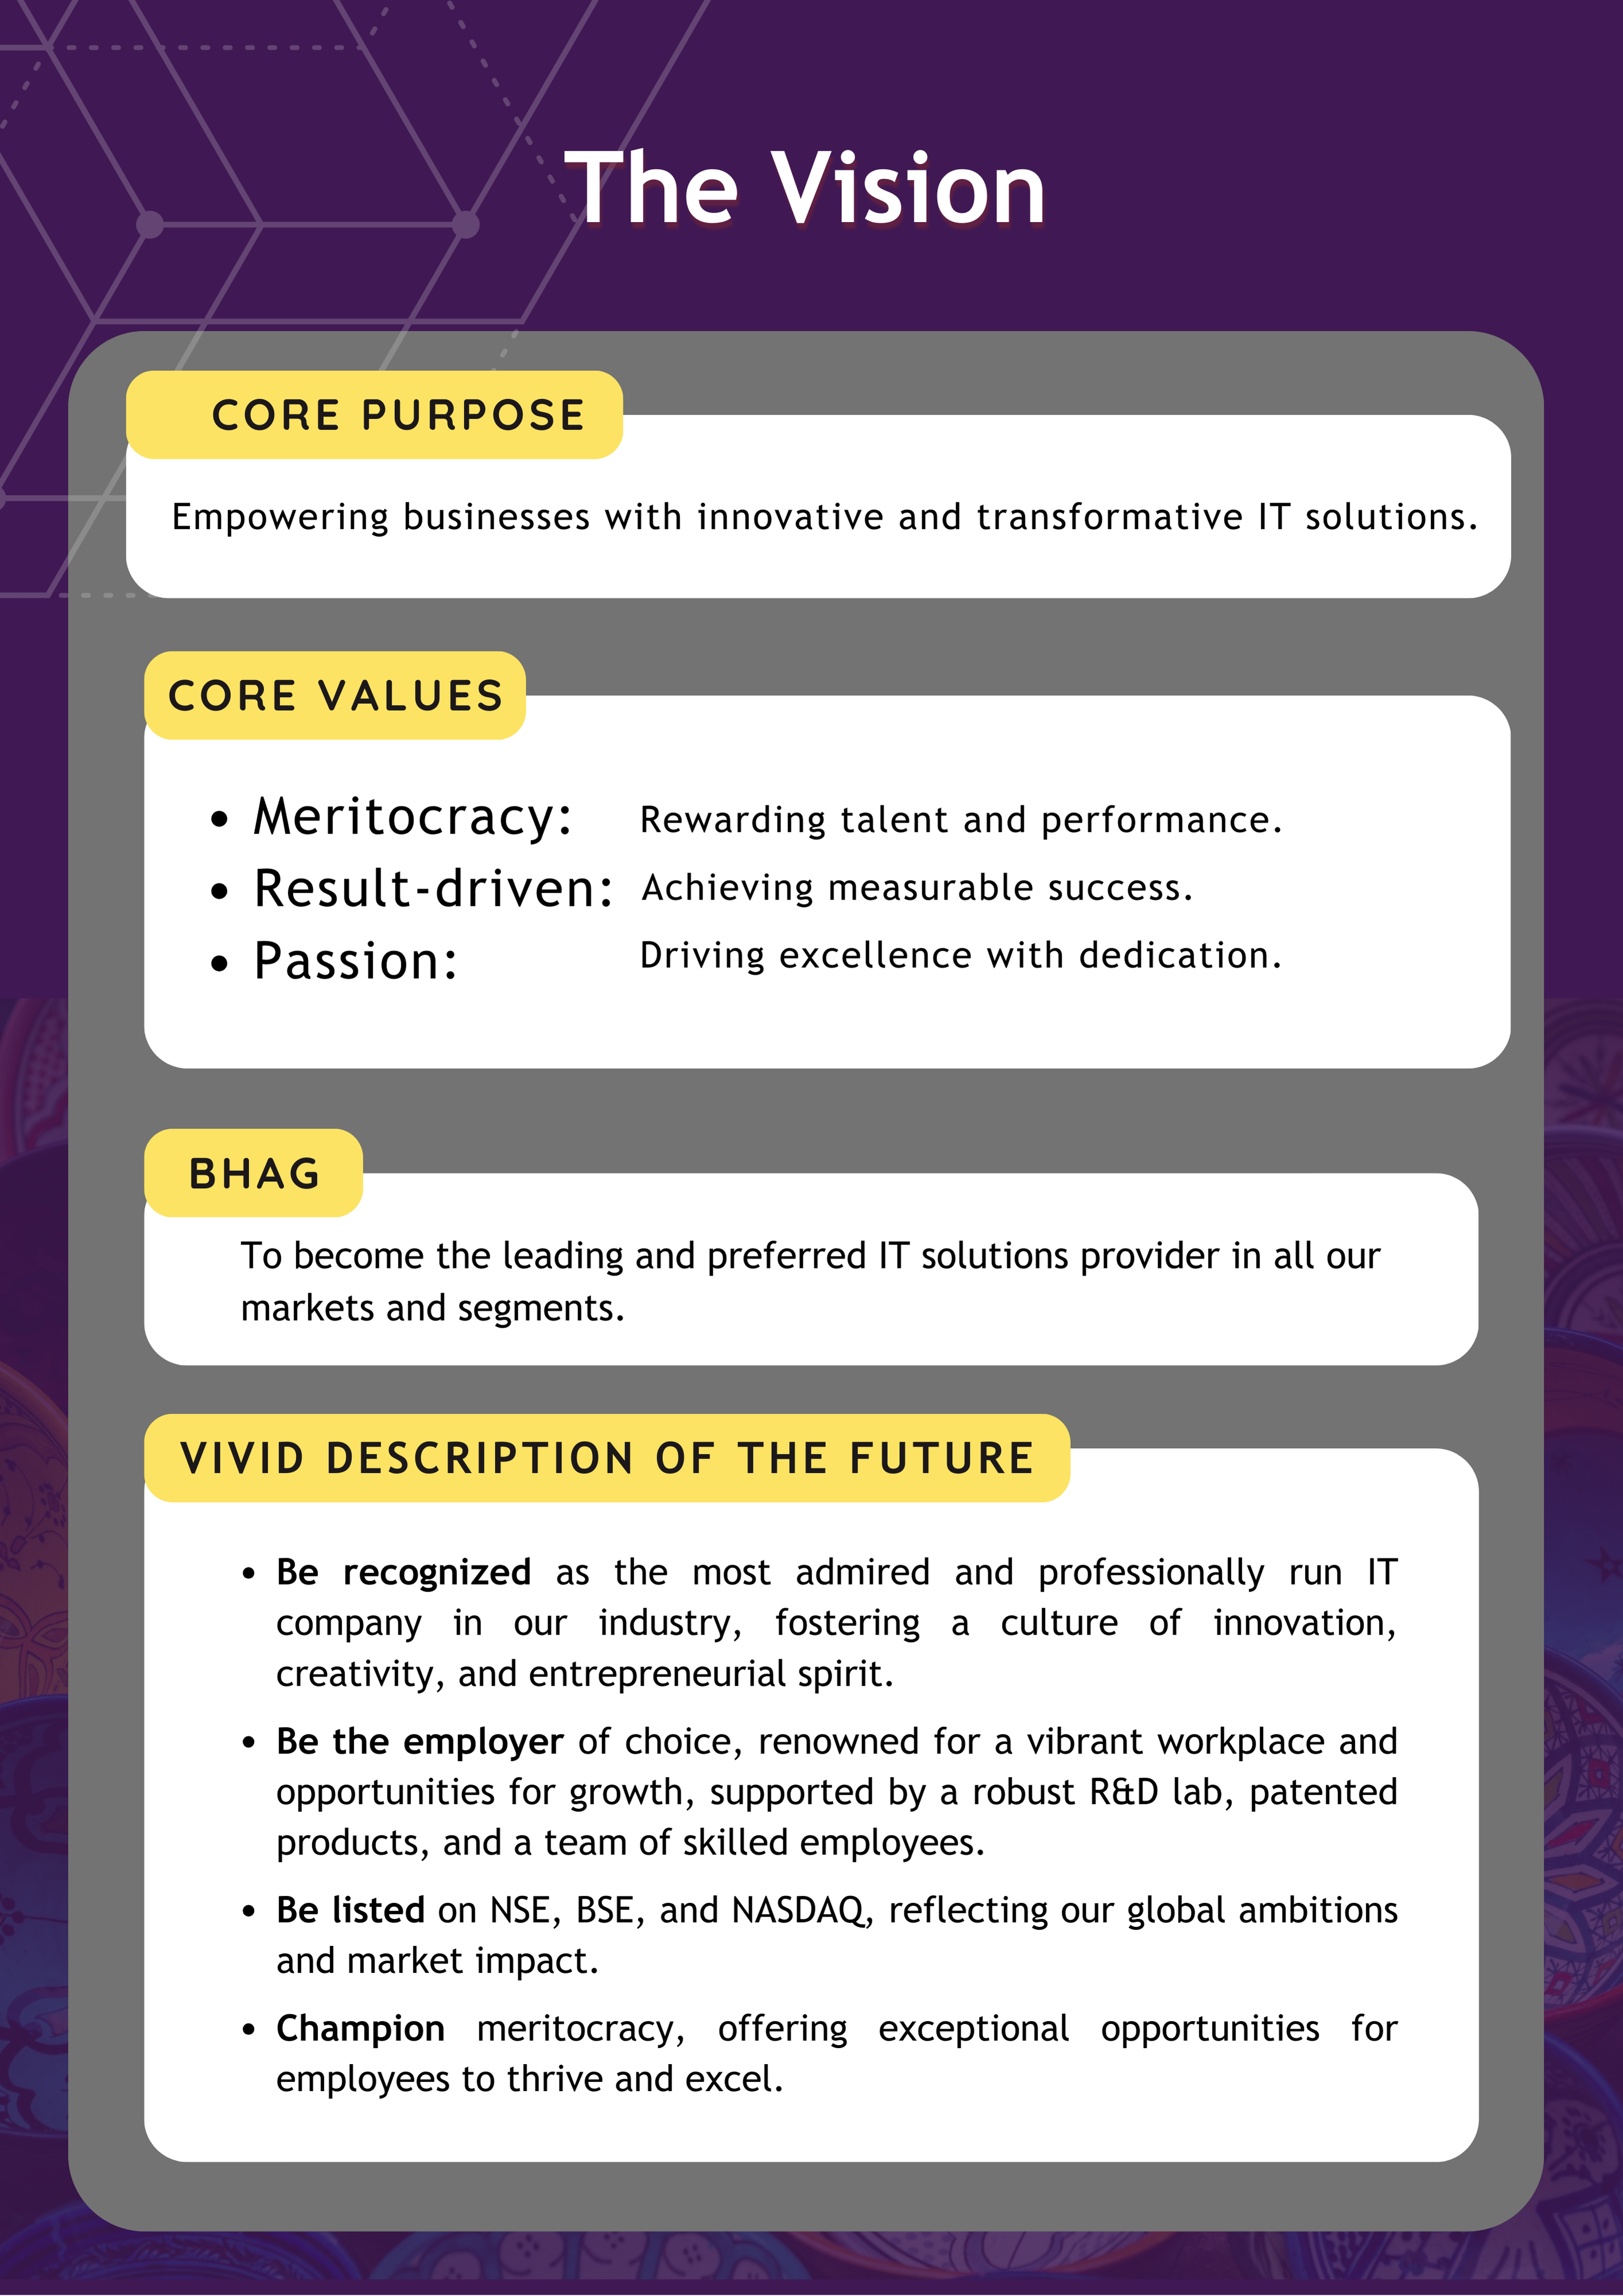 The Vision
CORE PURPOSE
Empowering businesses with innovative and transformative IT solutions.
CORE VALUES
• Meritocracy: Rewarding talent and performance.
• Result-driven: Achieving measurable success.
• Passion: Driving excellence with dedication.
BHAG
To become the leading and preferred IT solutions provider in all our
markets and segments.
VIVID DESCRIPTION OF THE FUTURE
• Be recognized as the most admired and professionally run IT
company in our industry, fostering a culture of innovation,
creativity, and entrepreneurial spirit.
• Be the employer of choice, renowned for a vibrant workplace and
opportunities for growth, supported by a robust R&D lab, patented
products, and a team of skilled employees.
• Be listed on NSE, BSE, and NASDAQ, reflecting our global ambitions
and market impact.
• Champion meritocracy, offering exceptional opportunities for
employees to thrive and excel.